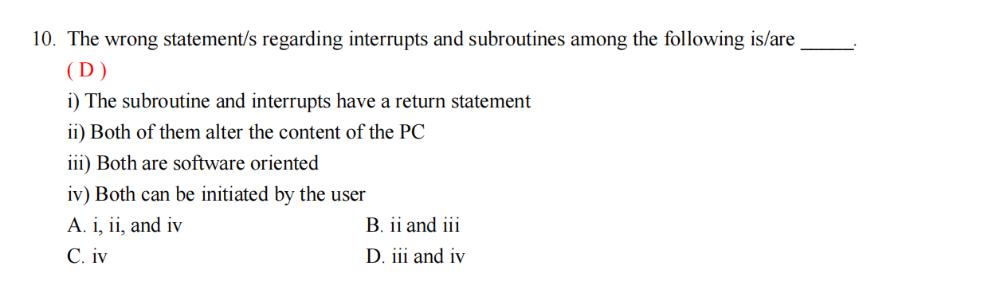 10. The wrong statement/s regarding interrupts and subroutines among the following is/are _____.
( D )
i) The subroutine and interrupts have a return statement
ii) Both of them alter the content of the PC
iii) Both are software oriented
iv) Both can be initiated by the user
A. i, ii, and iv B. ii and iii
C. iv D. iii and iv